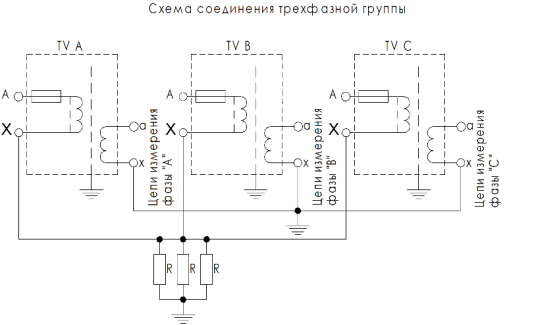 Схема соединения трехфазной группы
TV A
TV B
TV C
A
A
A
X
X
X
a
a
a
x
x
x
Цепи измерения
фазы "А"
Цепи измерения
фазы "В"
Цепи измерения
фазы "С"
R
R
R